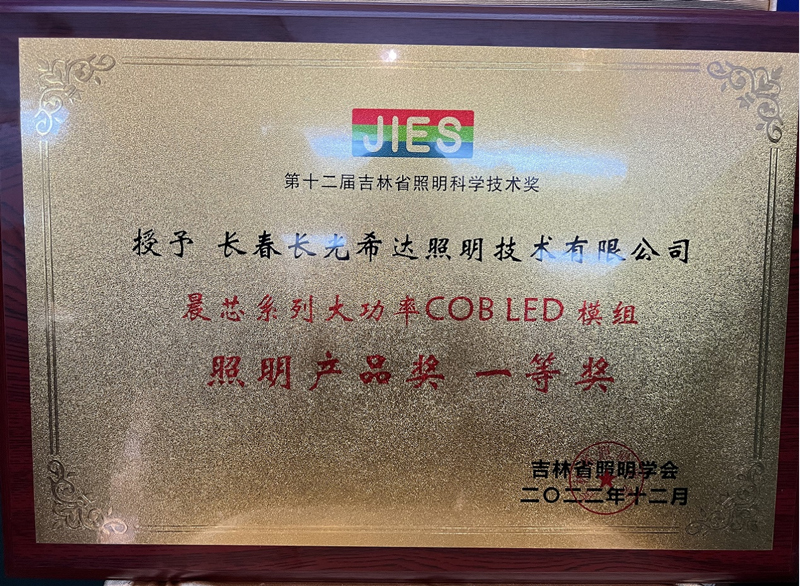 JIES
第十二届吉林省照明科学技术奖
授予 长春长光希达照明技术有限公司
晨芯系列大功率COB LED 模组
照明产品奖 一等奖
吉林省照明学会
二〇二二年十二月